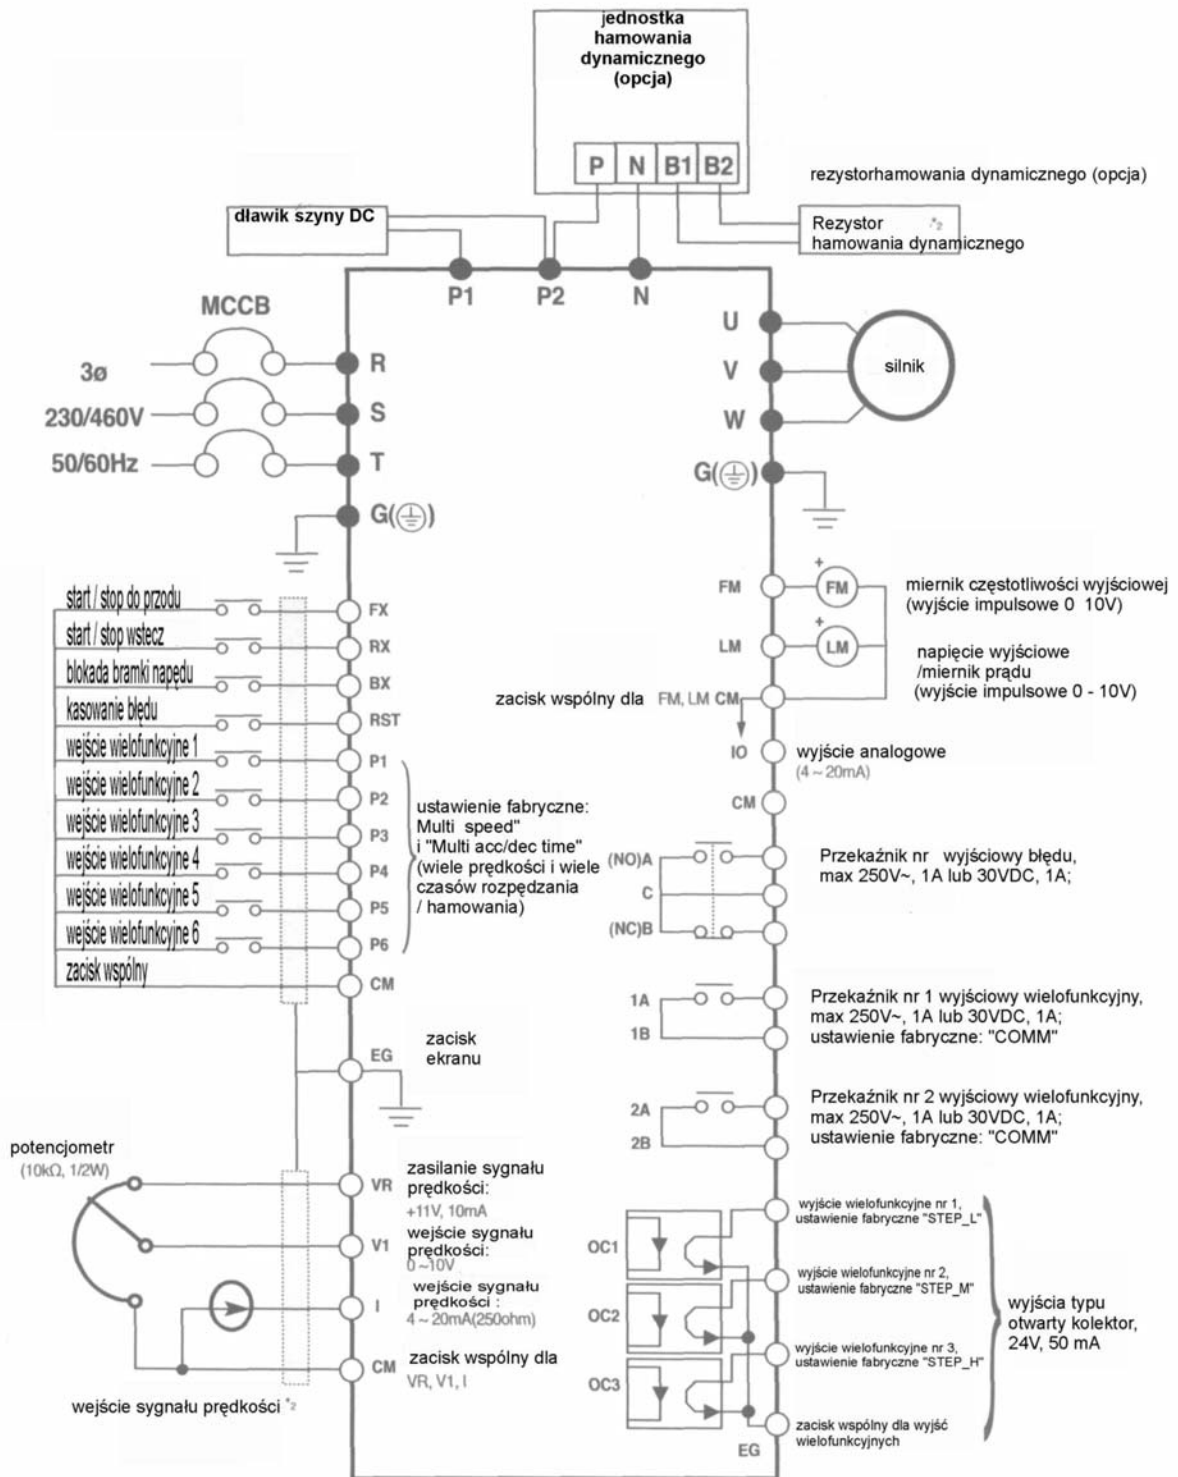 jednostka
hamowania
dynamicznego
(opcja)
P N B1 B2
rezystorhamowania dynamicznego (opcja)
dławik szyny DC
Rezystor *2
hamowania dynamicznego
P1 P2 N
MCCB
3ø
230/460V
50/60Hz
R
S
T
G( )
U
V
W
G( )
silnik
start / stop do przodu
FX
start / stop wstecz
RX
blokada bramki napędu
BX
kasowanie błędu
RST
wejście wielofunkcyjne 1
P1
wejście wielofunkcyjne 2
P2
wejście wielofunkcyjne 3
P3
wejście wielofunkcyjne 4
P4
wejście wielofunkcyjne 5
P5
wejście wielofunkcyjne 6
P6
zacisk wspólny
CM
ustawienie fabryczne:
Multi speed"
i "Multi acc/dec time"
(wiele prędkości i wiele
czasów rozpędzania
/ hamowania)
EG
zacisk
ekranu
potencjometr
(10kΩ, 1/2W)
VR
zasilanie sygnału
prędkości:
+11V, 10mA
V1
wejście sygnału
prędkości:
0 ~10V
I
wejście sygnału
prędkości :
4 ~ 20mA(250ohm)
CM
zacisk wspólny dla
VR, V1, I
wejście sygnału prędkości *2
FM
+
FM
miernik częstotliwości wyjściowej
(wyjście impulsowe 0 10V)
LM
+
LM
napięcie wyjściowe
/miernik prądu
(wyjście impulsowe 0 - 10V)
zacisk wspólny dla FM, LM CM
IO
wyjście analogowe
(4 ~ 20mA)
CM
(NO)A
C
(NC)B
Przekaźnik nr wyjściowy błędu,
max 250V~, 1A lub 30VDC, 1A;
1A
1B
Przekaźnik nr 1 wyjściowy wielofunkcyjny,
max 250V~, 1A lub 30VDC, 1A;
ustawienie fabryczne: "COMM"
2A
2B
Przekaźnik nr 2 wyjściowy wielofunkcyjny,
max 250V~, 1A lub 30VDC, 1A;
ustawienie fabryczne: "COMM"
OC1
wyjście wielofunkcyjne nr 1,
ustawienie fabryczne "STEP_L"
OC2
wyjście wielofunkcyjne nr 2,
ustawienie fabryczne "STEP_M"
OC3
wyjście wielofunkcyjne nr 3,
ustawienie fabryczne "STEP_H"
EG
zacisk wspólny dla wyjść
wielofunkcyjnych
wyjścia typu
otwarty kolektor,
24V, 50 mA